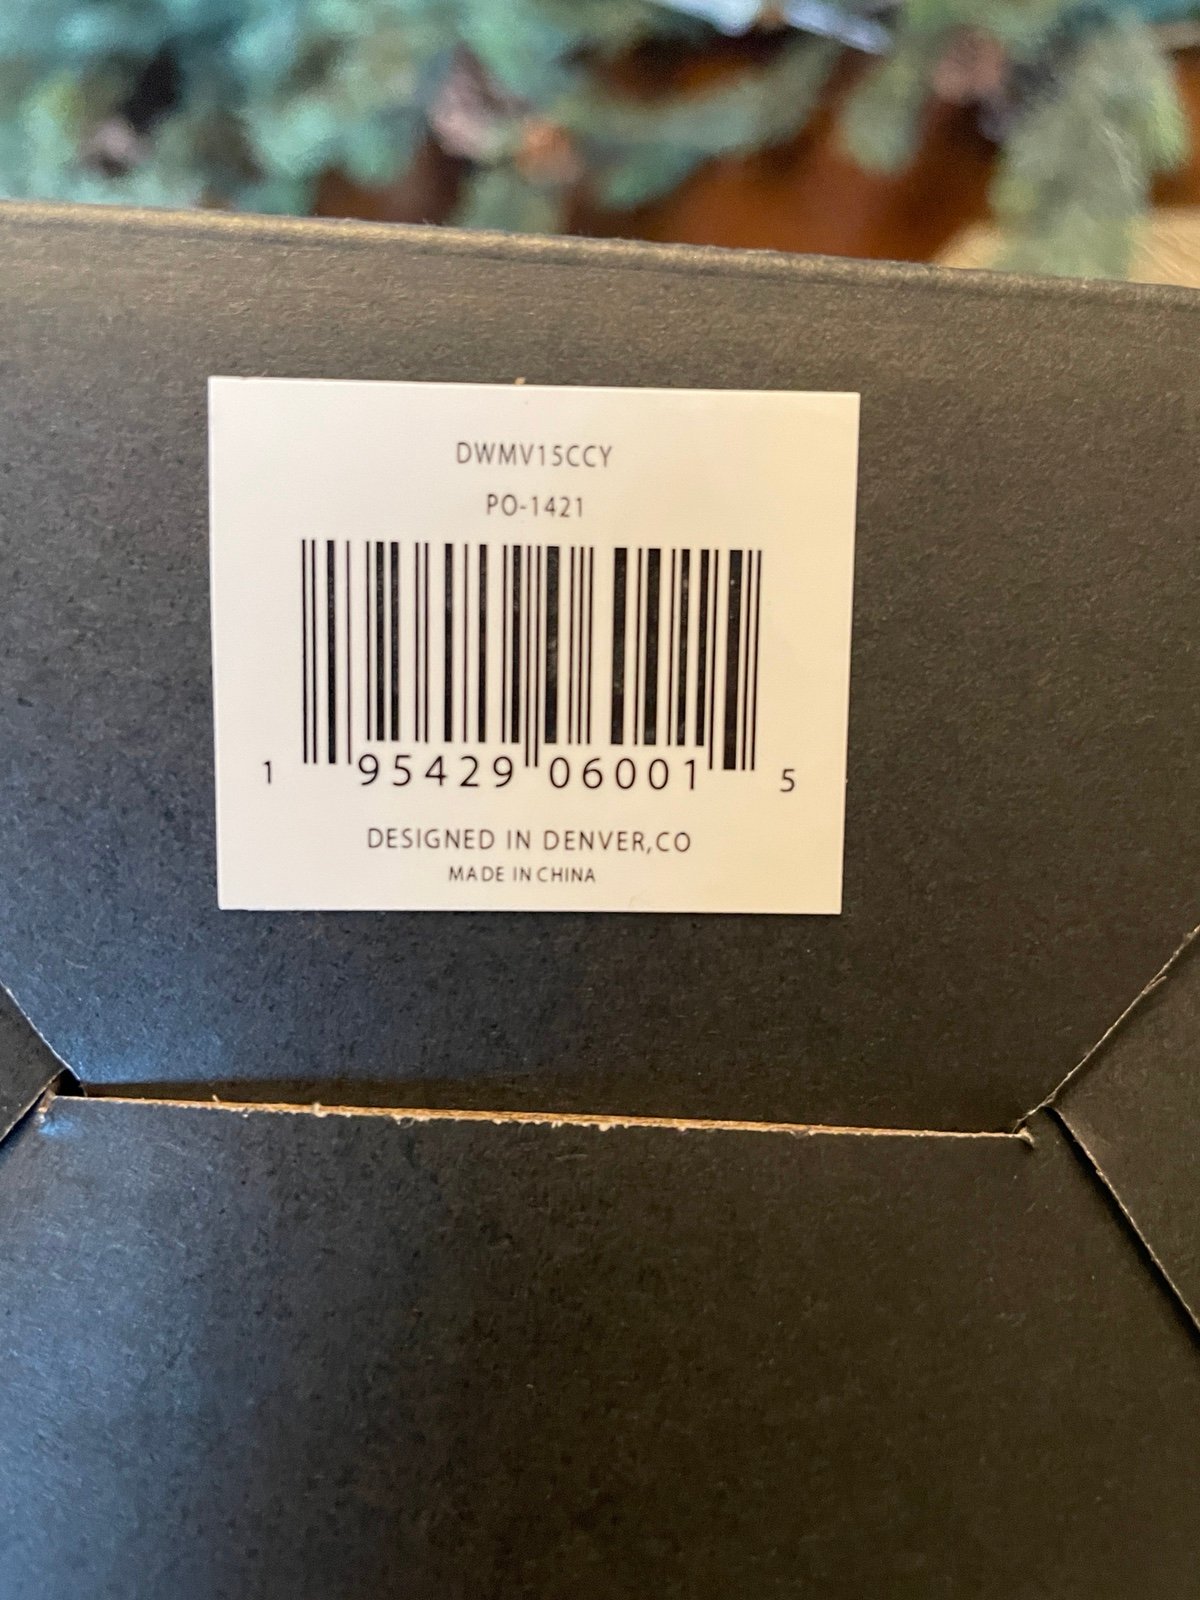 DWMV15CCY
PO-1421
1 95429 06001 5
DESIGNED IN DENVER,CO
MADE IN CHINA